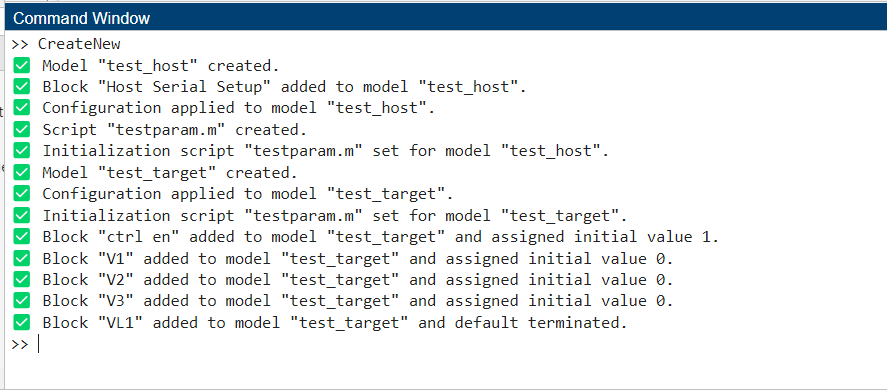 Command Window
>> CreateNew
✅ Model "test_host" created.
✅ Block "Host Serial Setup" added to model "test_host".
✅ Configuration applied to model "test_host".
✅ Script "testparam.m" created.
✅ Initialization script "testparam.m" set for model "test_host".
✅ Model "test_target" created.
✅ Configuration applied to model "test_target".
✅ Initialization script "testparam.m" set for model "test_target".
✅ Block "ctrl en" added to model "test_target" and assigned initial value 1.
✅ Block "V1" added to model "test_target" and assigned initial value 0.
✅ Block "V2" added to model "test_target" and assigned initial value 0.
✅ Block "V3" added to model "test_target" and assigned initial value 0.
✅ Block "VL1" added to model "test_target" and default terminated.
>>